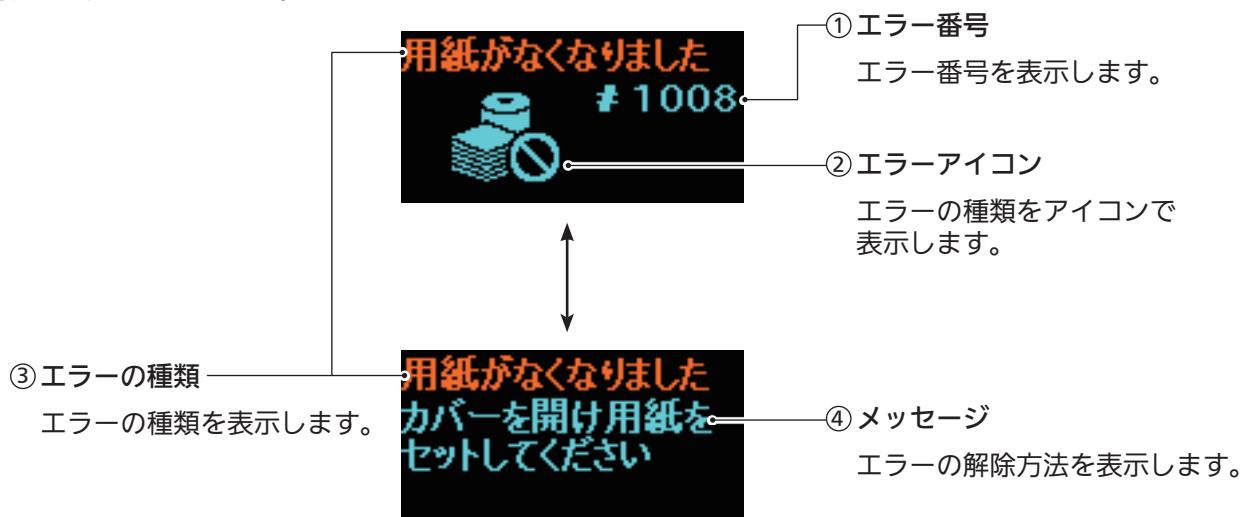 用紙がなくなりました
# 1008
①エラー番号
エラー番号を表示します。
②エラーアイコン
エラーの種類をアイコンで
表示します。
③エラーの種類
エラーの種類を表示します。
用紙がなくなりました
カバーを開け用紙を
セットしてください
④メッセージ
エラーの解除方法を表示します。